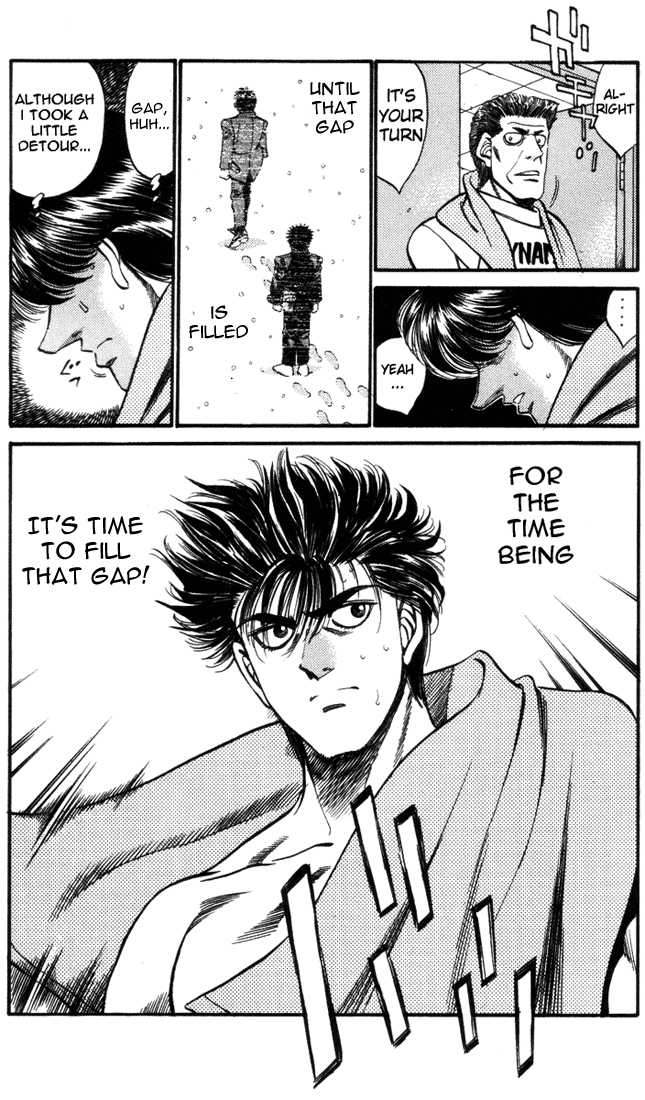 AL-
RIGHT
IT'S
YOUR
TURN
YNAM
....
YEAH
...
UNTIL
THAT
GAP
IS
FILLED
GAP,
HUH...
ALTHOUGH
I TOOK A
LITTLE
DETOUR...
FOR
THE
TIME
BEING
IT'S TIME
TO FILL
THAT GAP!